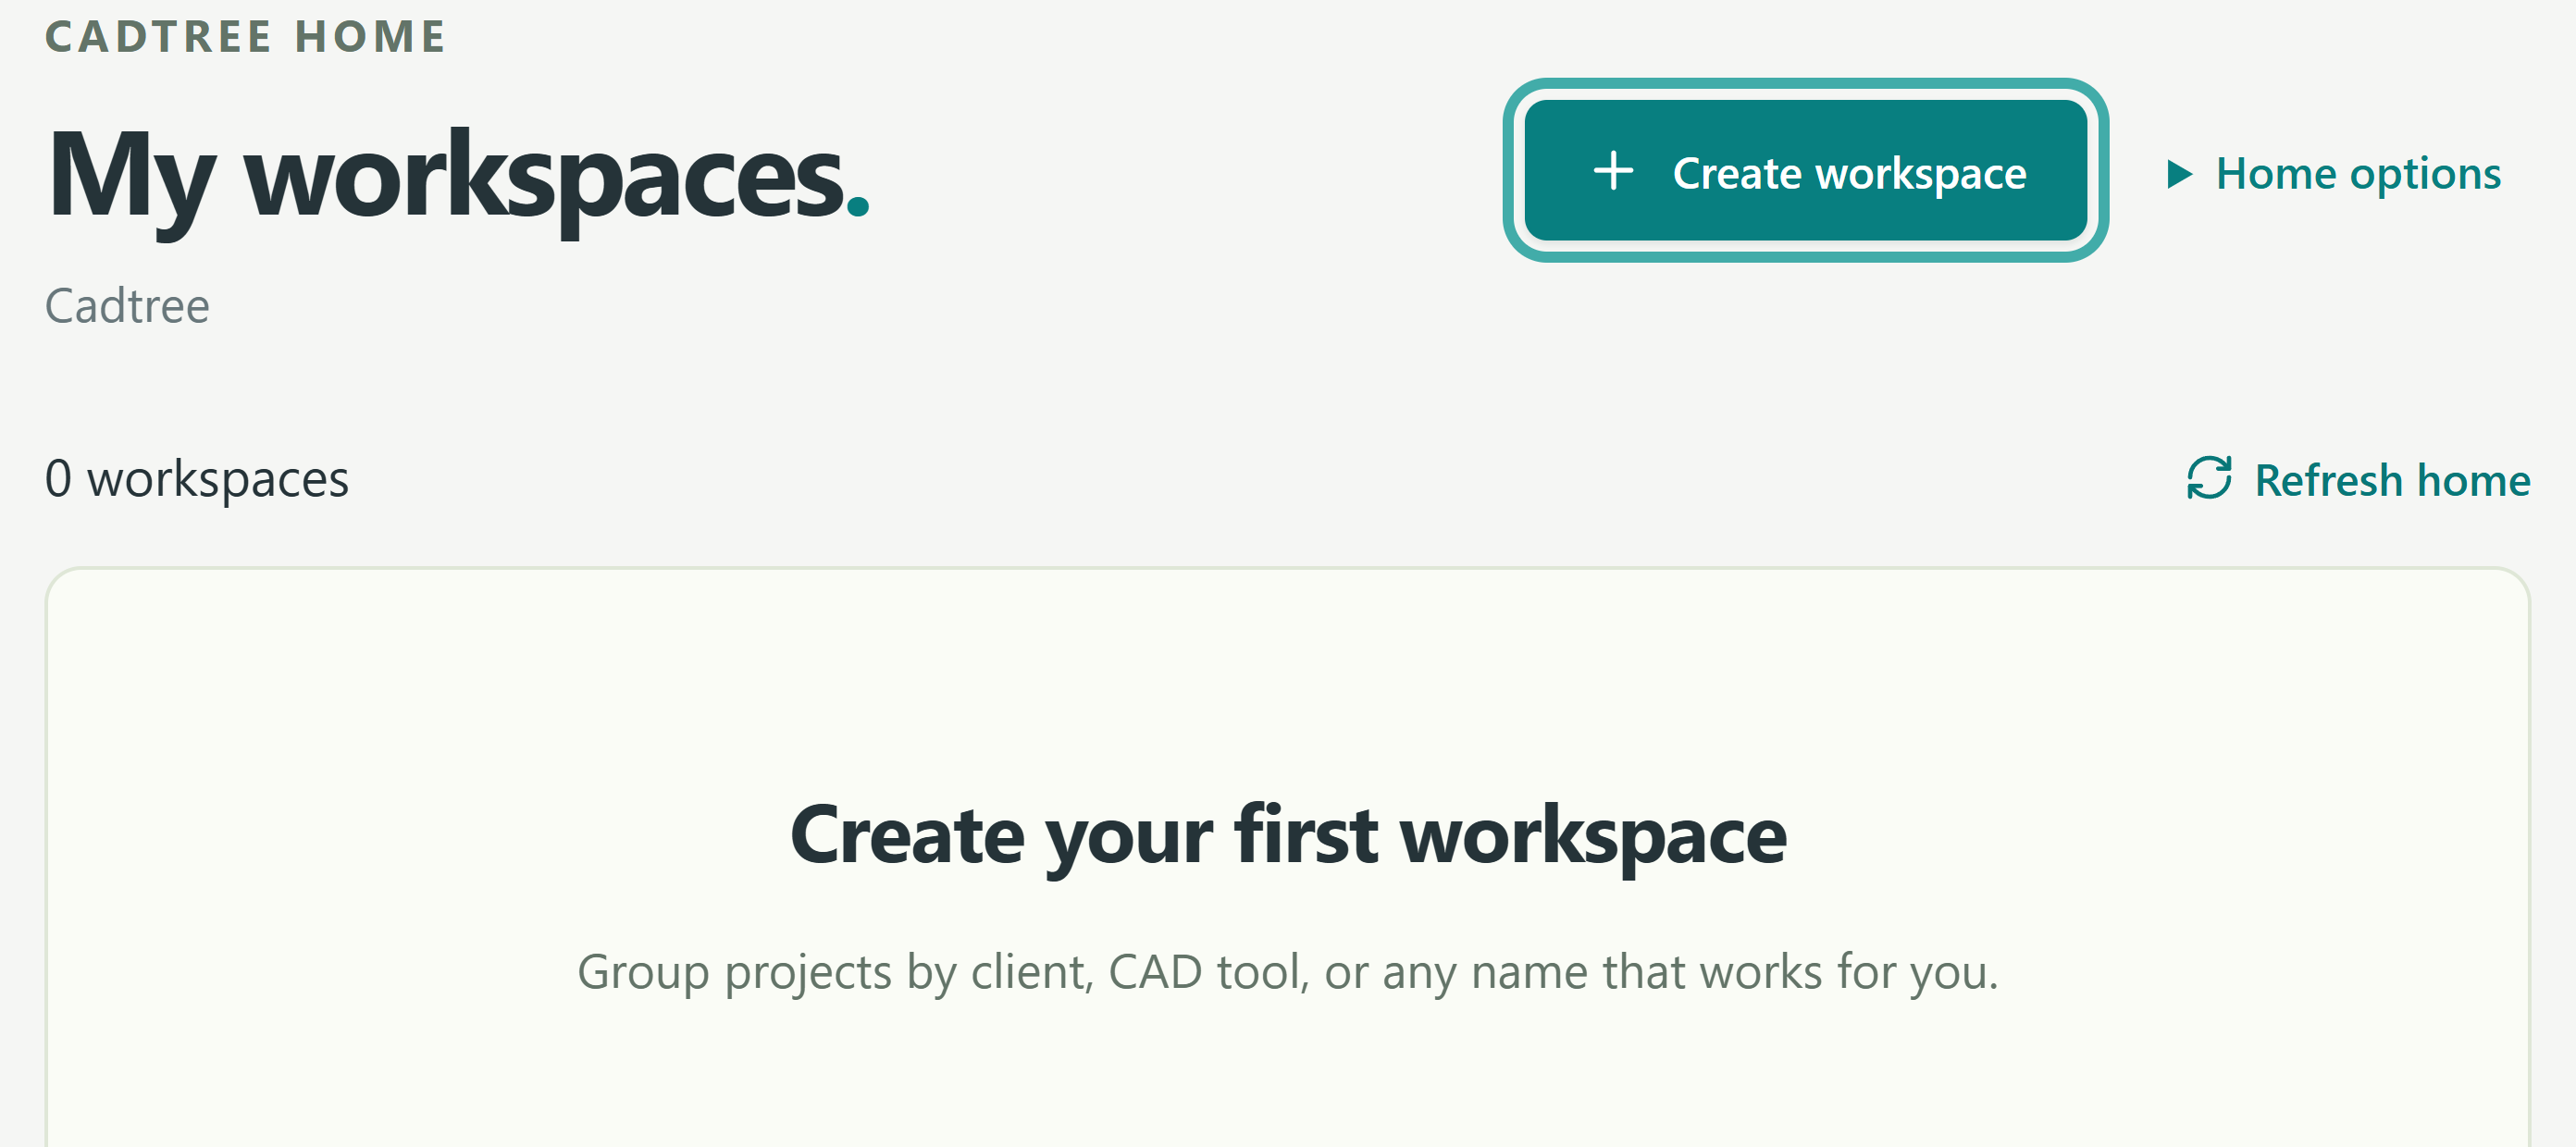 CADTREE HOME
My workspaces.
Create workspace
Home options
Cadtree
0 workspaces
Refresh home
Create your first workspace
Group projects by client, CAD tool, or any name that works for you.